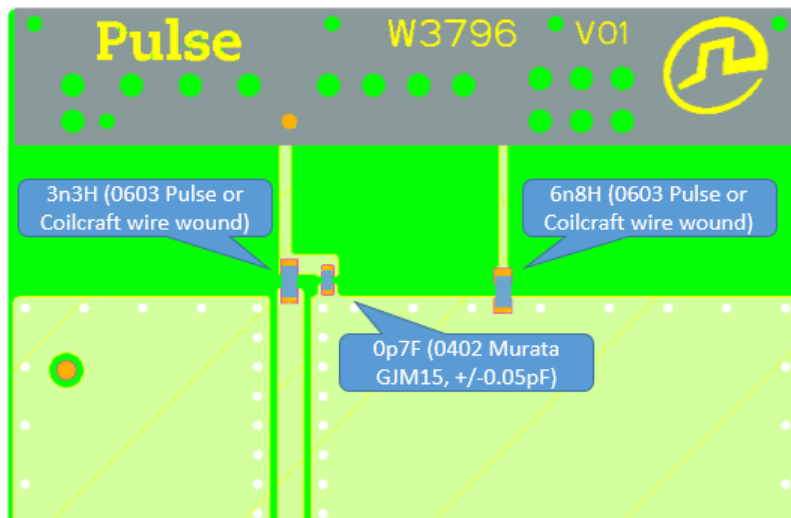 Pulse W3796 V01
3n3H (0603 Pulse or
Coilcraft wire wound)
6n8H (0603 Pulse or
Coilcraft wire wound)
0p7F (0402 Murata
GJM15, +/-0.05pF)